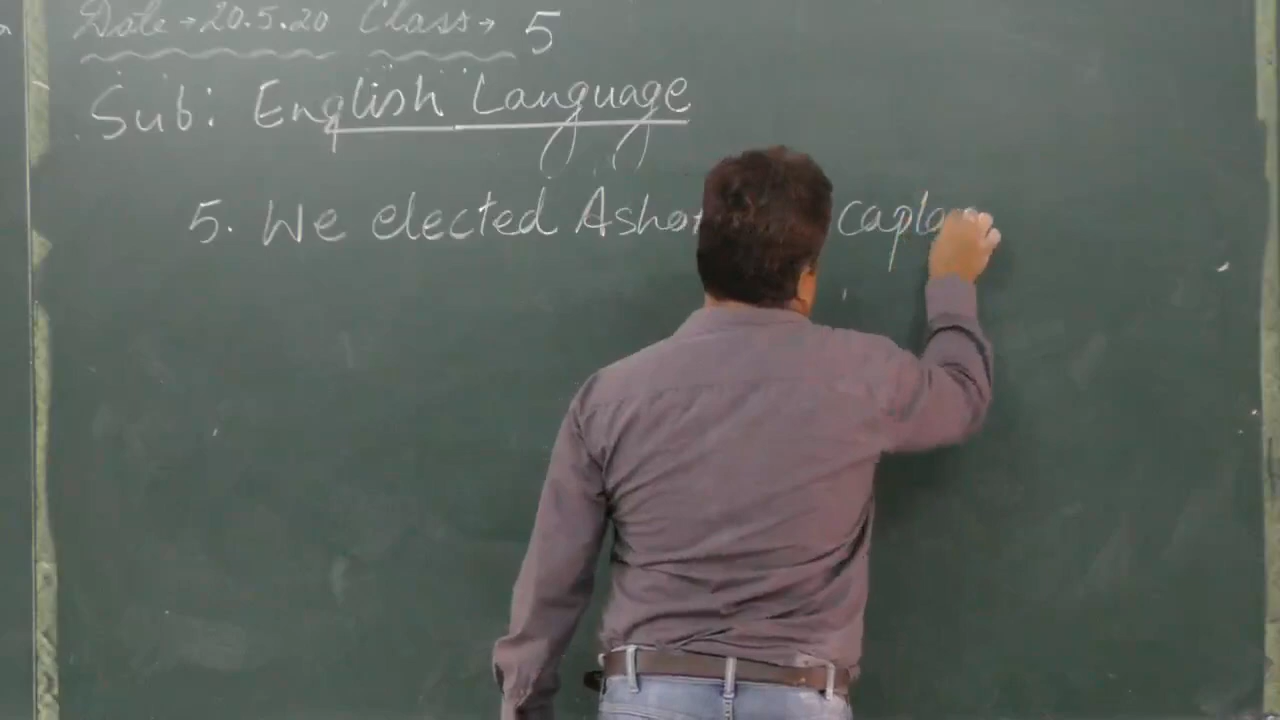 Date → 20.5.20 Class → 5
Sub: English Language
5. We elected